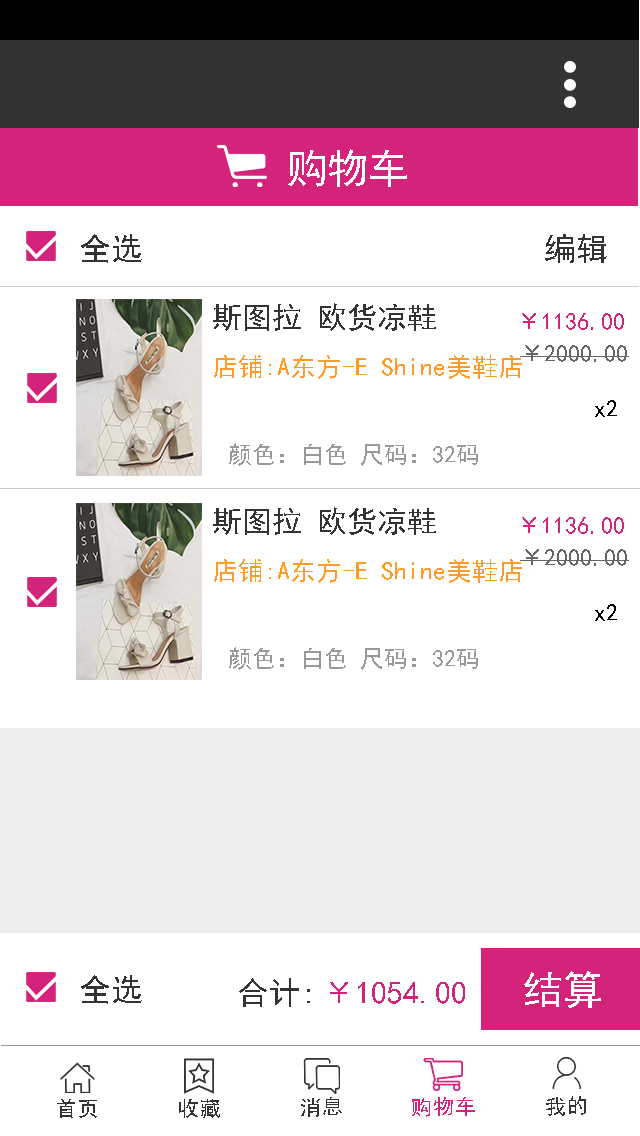 购物车
全选 编辑
斯图拉 欧货凉鞋 ￥1136.00
￥2000.00
店铺:A东方-E Shine美鞋店
x2
颜色：白色 尺码：32码
斯图拉 欧货凉鞋 ￥1136.00
￥2000.00
店铺:A东方-E Shine美鞋店
x2
颜色：白色 尺码：32码
全选 合计：￥1054.00 结算
首页 收藏 消息 购物车 我的